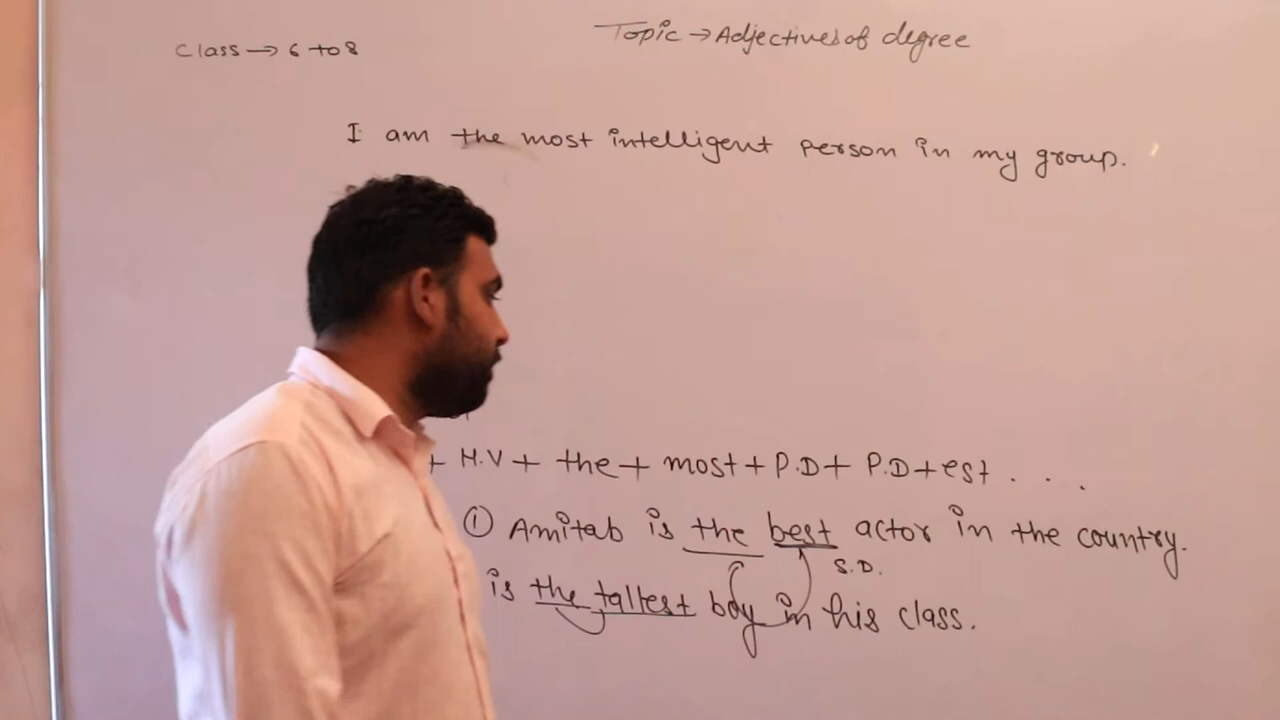 Class → 6 to 8
Topic → Adjectives of degree
I am the most intelligent person in my group.
+ H.V + the + most + P.D + P.D + est . . .
① Amitab is the best actor in the country.
S.D.
is the tallest boy in his class.